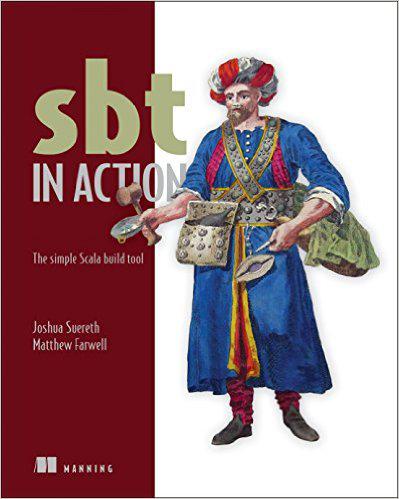 sbt
IN ACTION
The simple Scala build tool
Joshua Suereth
Matthew Farwell
MANNING